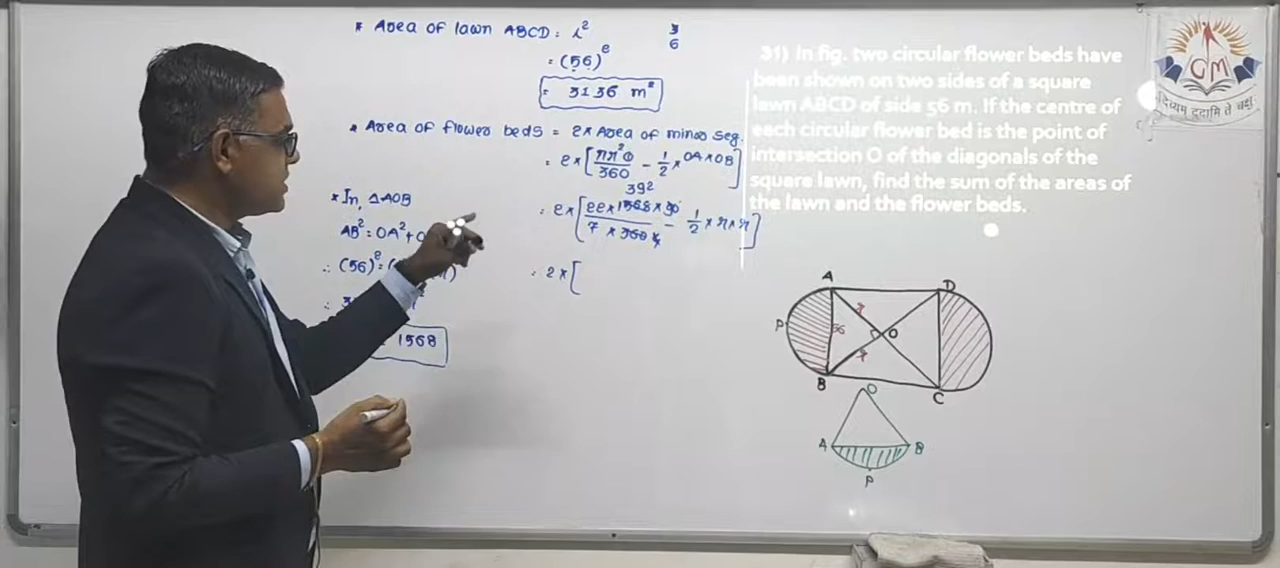 * Area of lawn ABCD = l²
= (56)²
= 3136 m²
* Area of flower beds = 2 × Area of minor seg.
= 2 × [ πr²θ / 360 - 1/2 × OA × OB ]
392
= 2 × [ 22 × 1568 × 90 / 7 × 360 4 - 1/2 × r × r ]
= 2 × [
* In, △AOB
AB² = OA² +
∴ (56)² =
∴
1568
6
31) In fig. two circular flower beds have
been shown on two sides of a square
lawn ABCD of side 56 m. If the centre of
each circular flower bed is the point of
intersection O of the diagonals of the
square lawn, find the sum of the areas of
the lawn and the flower beds.
GM
दिव्यम् ददामि ते चक्षुः
A
D
P
r
56
O
r
B
C
O
A
B
P